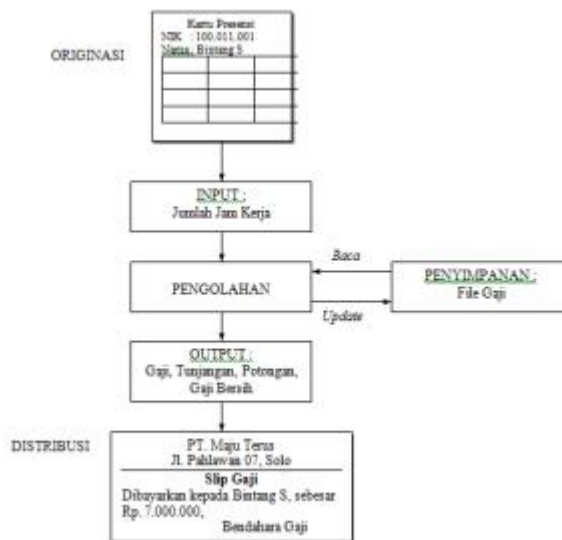 Kartu Presensi
NIK : 100.011.001
Nama, Bintang S
ORIGINASI
INPUT :
Jumlah Jam Kerja
Baca
PENGOLAHAN
PENYIMPANAN :
File Gaji
Update
OUTPUT :
Gaji, Tunjangan, Potongan,
Gaji Bersih
DISTRIBUSI
PT. Maju Terus
Jl. Pahlawan 07, Solo
Slip Gaji
Dibayarkan kepada Bintang S, sebesar
Rp. 7.000.000,
Bendahara Gaji